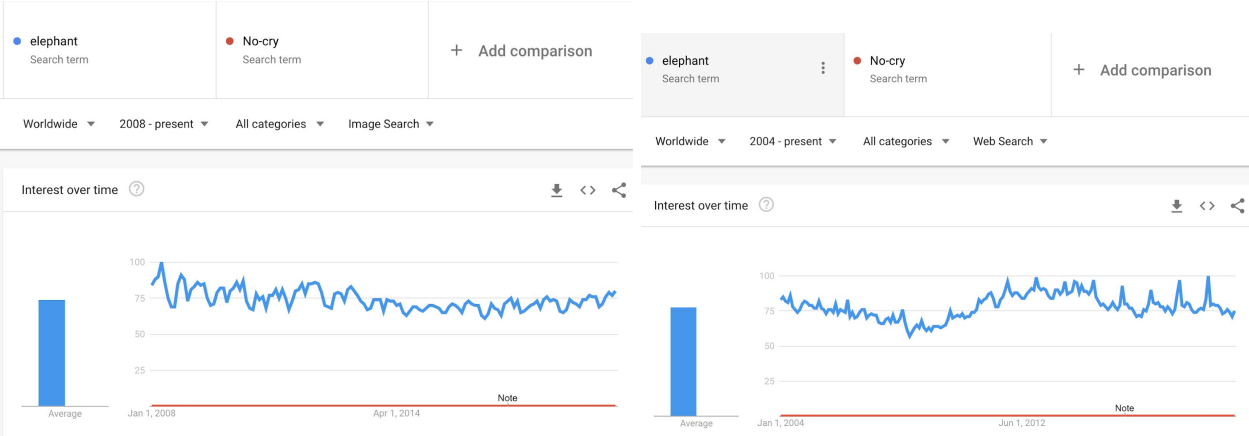 elephant
Search term
No-cry
Search term
+ Add comparison
Worldwide
2008 - present
All categories
Image Search
Interest over time
?
100
75
50
25
Note
Average
Jan 1, 2008
Apr 1, 2014
elephant
Search term
No-cry
Search term
+ Add comparison
Worldwide
2004 - present
All categories
Web Search
Interest over time
?
100
75
50
25
Note
Average
Jan 1, 2004
Jun 1, 2012